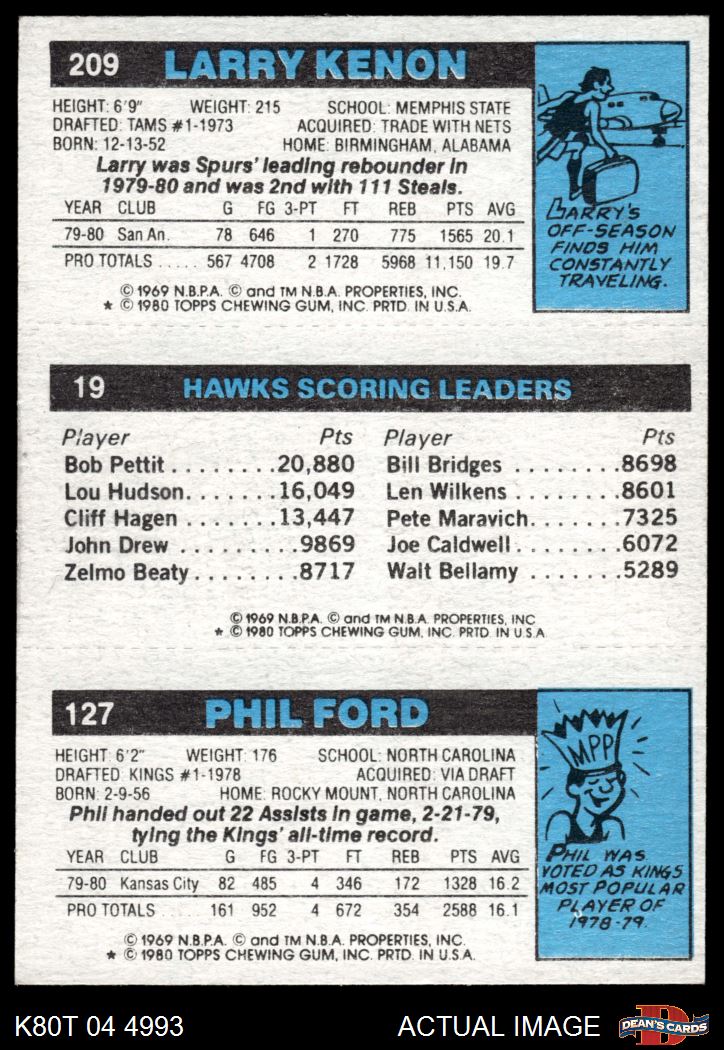 209 LARRY KENON
HEIGHT: 6'9" WEIGHT: 215 SCHOOL: MEMPHIS STATE
DRAFTED: TAMS #1-1973 ACQUIRED: TRADE WITH NETS
BORN: 12-13-52 HOME: BIRMINGHAM, ALABAMA
Larry was Spurs' leading rebounder in
1979-80 and was 2nd with 111 Steals.
YEAR CLUB G FG 3-PT FT REB PTS AVG
79-80 San An. 78 646 1 270 775 1565 20.1
PRO TOTALS ..... 567 4708 2 1728 5968 11,150 19.7
© 1969 N.B.P.A. © and TM N.B.A. PROPERTIES, INC.
* © 1980 TOPPS CHEWING GUM, INC. PRTD. IN U.S.A.
LARRY'S
OFF-SEASON
FINDS HIM
CONSTANTLY
TRAVELING.
19 HAWKS SCORING LEADERS
Player Pts Player Pts
Bob Pettit ........20,880 Bill Bridges ........8698
Lou Hudson.......16,049 Len Wilkens ........8601
Cliff Hagen .......13,447 Pete Maravich.......7325
John Drew .........9869 Joe Caldwell........6072
Zelmo Beaty ........8717 Walt Bellamy .......5289
© 1969 N.B.P.A. © and TM N.B.A. PROPERTIES, INC
* © 1980 TOPPS CHEWING GUM, INC. PRTD. IN U.S.A
127 PHIL FORD
HEIGHT: 6'2" WEIGHT: 176 SCHOOL: NORTH CAROLINA
DRAFTED: KINGS #1-1978 ACQUIRED: VIA DRAFT
BORN: 2-9-56 HOME: ROCKY MOUNT, NORTH CAROLINA
Phil handed out 22 Assists in game, 2-21-79,
tying the Kings' all-time record.
YEAR CLUB G FG 3-PT FT REB PTS AVG
79-80 Kansas City 82 485 4 346 172 1328 16.2
PRO TOTALS ..... 161 952 4 672 354 2588 16.1
© 1969 N.B.P.A. © and TM N.B.A. PROPERTIES, INC.
* © 1980 TOPPS CHEWING GUM, INC. PRTD. IN U.S.A.
MPP
PHIL WAS
VOTED AS KINGS
MOST POPULAR
PLAYER OF
1978-79.
K80T 04 4993 ACTUAL IMAGE D DEAN'S CARDS